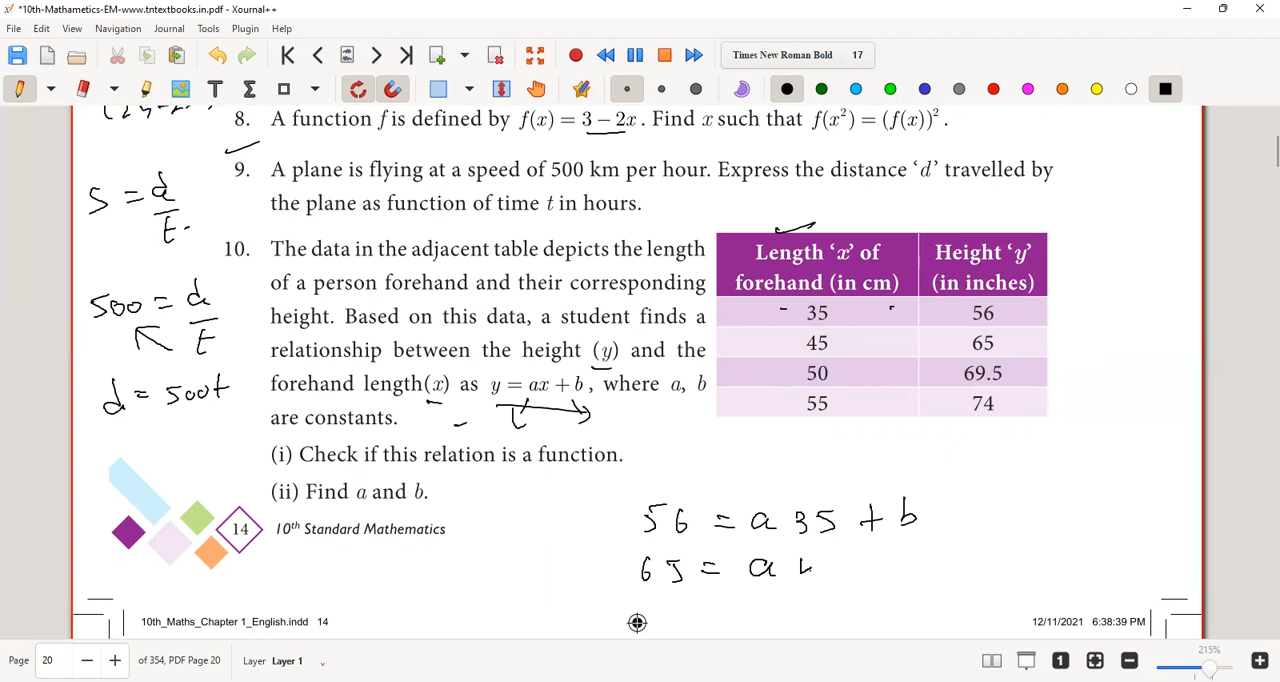 *10th-Mathametics-EM-www.tntextbooks.in.pdf - Xournal++
File Edit View Navigation Journal Tools Plugin Help
Times New Roman Bold 17
8. A function f is defined by f(x) = 3 – 2x. Find x such that f(x²) = (f(x))².
9. A plane is flying at a speed of 500 km per hour. Express the distance ‘d’ travelled by
the plane as function of time t in hours.
S = d/t
10. The data in the adjacent table depicts the length
of a person forehand and their corresponding
height. Based on this data, a student finds a
relationship between the height (y) and the
forehand length(x) as y = ax + b, where a, b
are constants.
(i) Check if this relation is a function.
(ii) Find a and b.
500 = d/t
d = 500t
Length ‘x’ of forehand (in cm) Height ‘y’ (in inches)
35 56
45 65
50 69.5
55 74
56 = a 35 + b
65 = a
14 10th Standard Mathematics
10th_Maths_Chapter 1_English.indd 14 12/11/2021 6:38:39 PM
Page 20 of 354, PDF Page 20 Layer Layer 1 215%